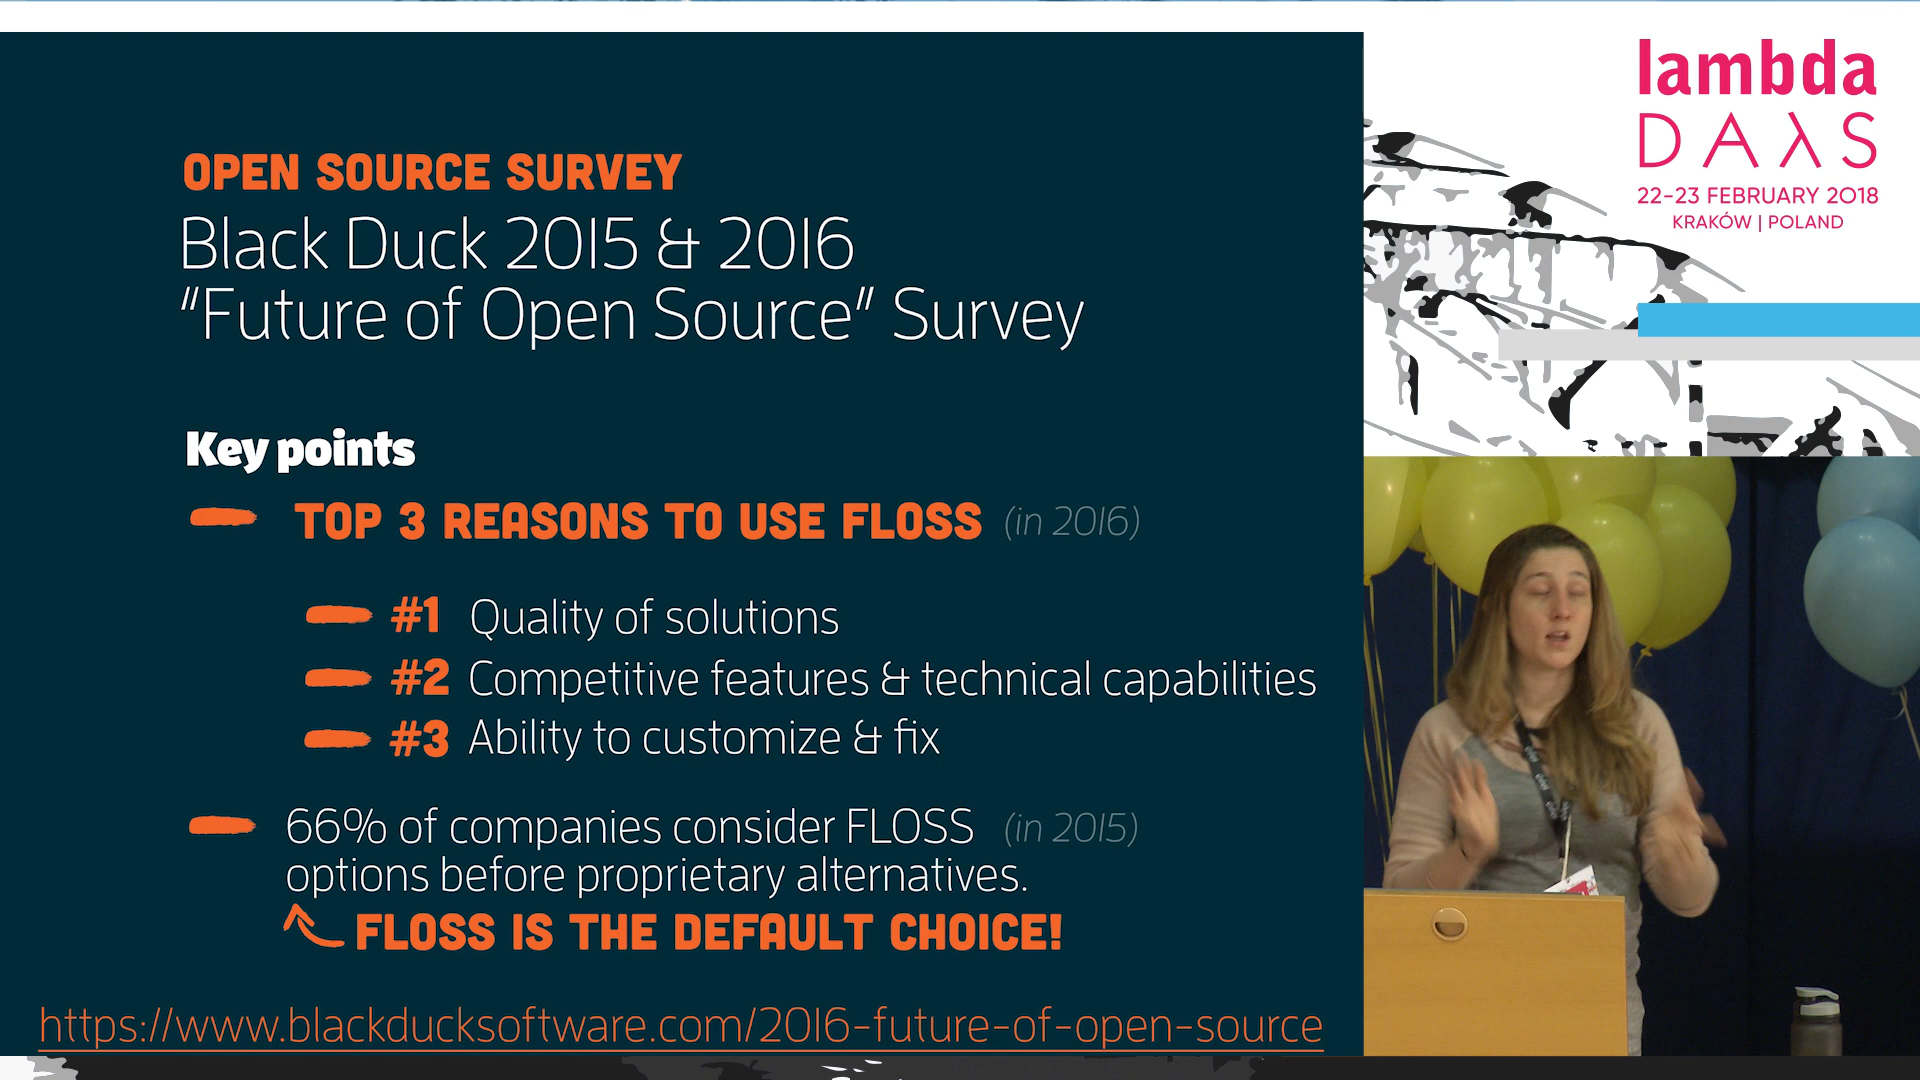 OPEN SOURCE SURVEY
Black Duck 2015 & 2016
"Future of Open Source" Survey
Key points
TOP 3 REASONS TO USE FLOSS (in 2016)
#1 Quality of solutions
#2 Competitive features & technical capabilities
#3 Ability to customize & fix
66% of companies consider FLOSS (in 2015)
options before proprietary alternatives.
FLOSS IS THE DEFAULT CHOICE!
https://www.blackducksoftware.com/2016-future-of-open-source
lambda
DAλS
22-23 FEBRUARY 2018
KRAKÓW | POLAND